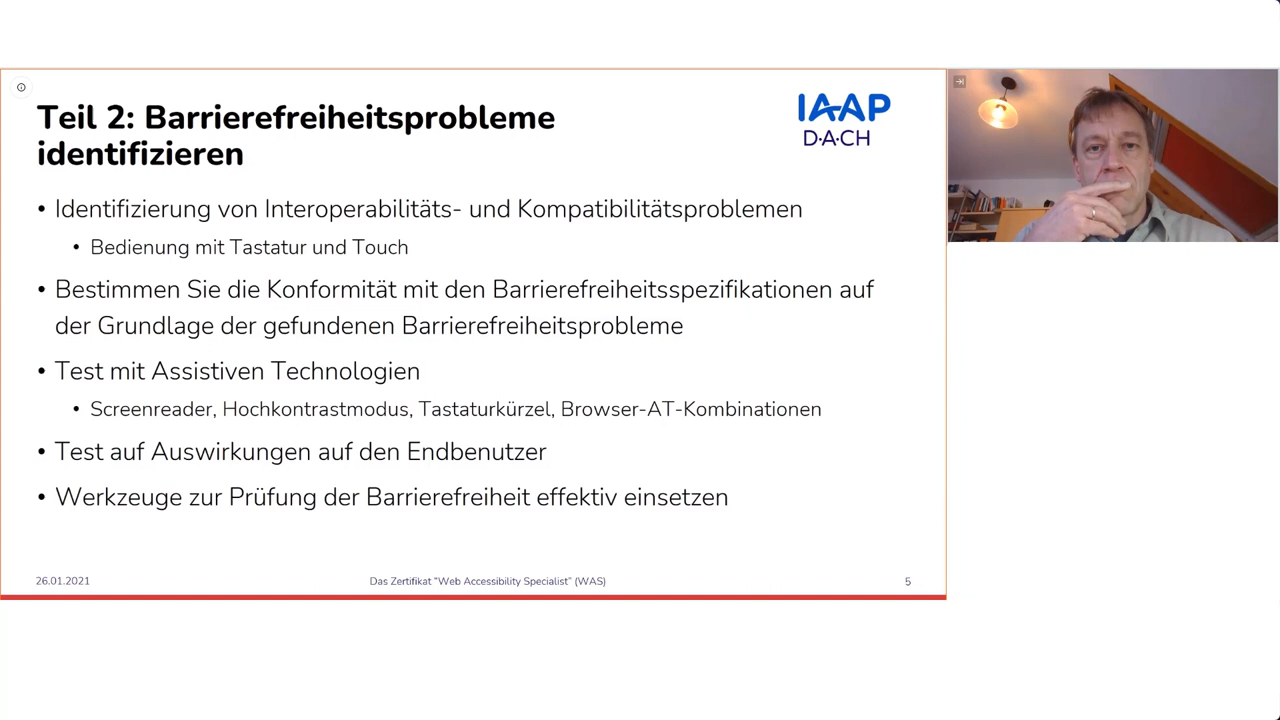 Teil 2: Barrierefreiheitsprobleme
identifizieren
IAAP
D·A·CH
• Identifizierung von Interoperabilitäts- und Kompatibilitätsproblemen
• Bedienung mit Tastatur und Touch
• Bestimmen Sie die Konformität mit den Barrierefreiheitsspezifikationen auf
der Grundlage der gefundenen Barrierefreiheitsprobleme
• Test mit Assistiven Technologien
• Screenreader, Hochkontrastmodus, Tastaturkürzel, Browser-AT-Kombinationen
• Test auf Auswirkungen auf den Endbenutzer
• Werkzeuge zur Prüfung der Barrierefreiheit effektiv einsetzen
26.01.2021
Das Zertifikat "Web Accessibility Specialist" (WAS)
5